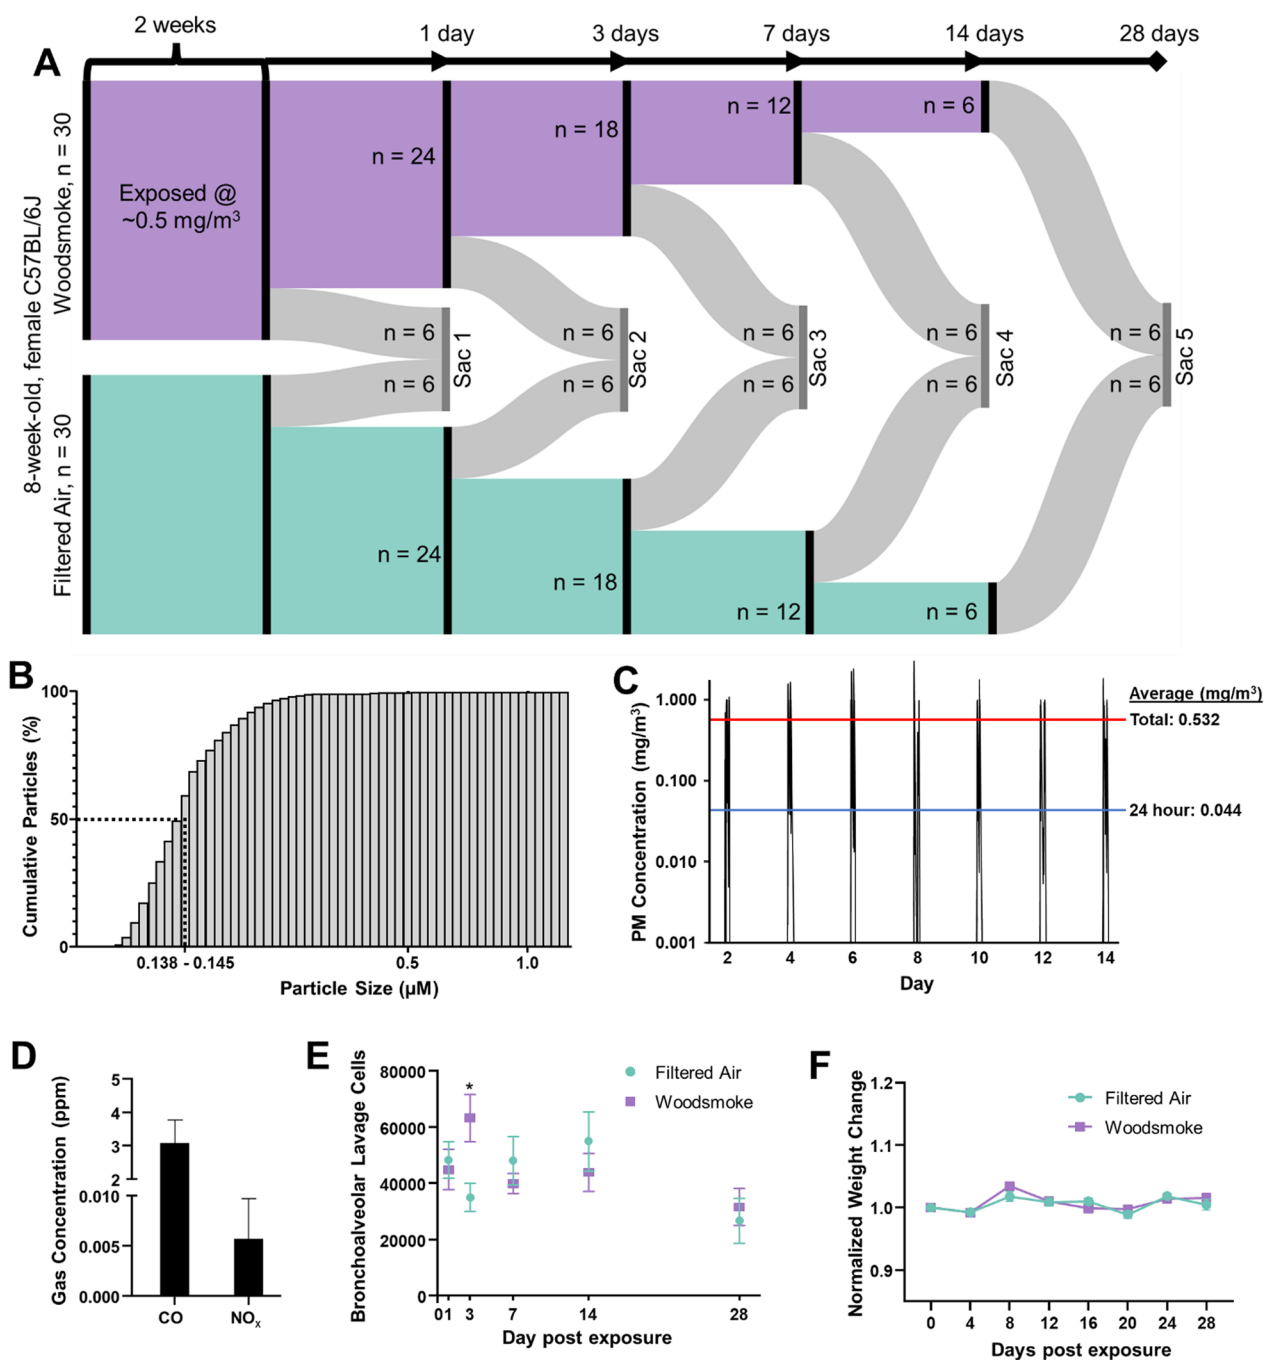 2 weeks
1 day
3 days
7 days
14 days
28 days
A
8-week-old, female C57BL/6J
Woodsmoke, n = 30
Filtered Air, n = 30
Exposed @
~0.5 mg/m³
n = 24
n = 18
n = 12
n = 6
n = 6
n = 6
Sac 1
n = 6
n = 6
Sac 2
n = 6
n = 6
Sac 3
n = 6
n = 6
Sac 4
n = 6
n = 6
Sac 5
n = 24
n = 18
n = 12
n = 6
B
Cumulative Particles (%)
100
50
0
0.138 - 0.145
0.5
1.0
Particle Size (µM)
C
PM Concentration (mg/m³)
1.000
0.100
0.010
0.001
2
4
6
8
10
12
14
Day
Average (mg/m³)
Total: 0.532
24 hour: 0.044
D
Gas Concentration (ppm)
5
4
3
2
0.010
0.005
0.000
CO
NOₓ
E
Bronchoalveolar Lavage Cells
80000
60000
40000
20000
0
*
Filtered Air
Woodsmoke
0 1 3 7 14 28
Day post exposure
F
Normalized Weight Change
1.2
1.1
1.0
0.9
Filtered Air
Woodsmoke
0 4 8 12 16 20 24 28
Days post exposure